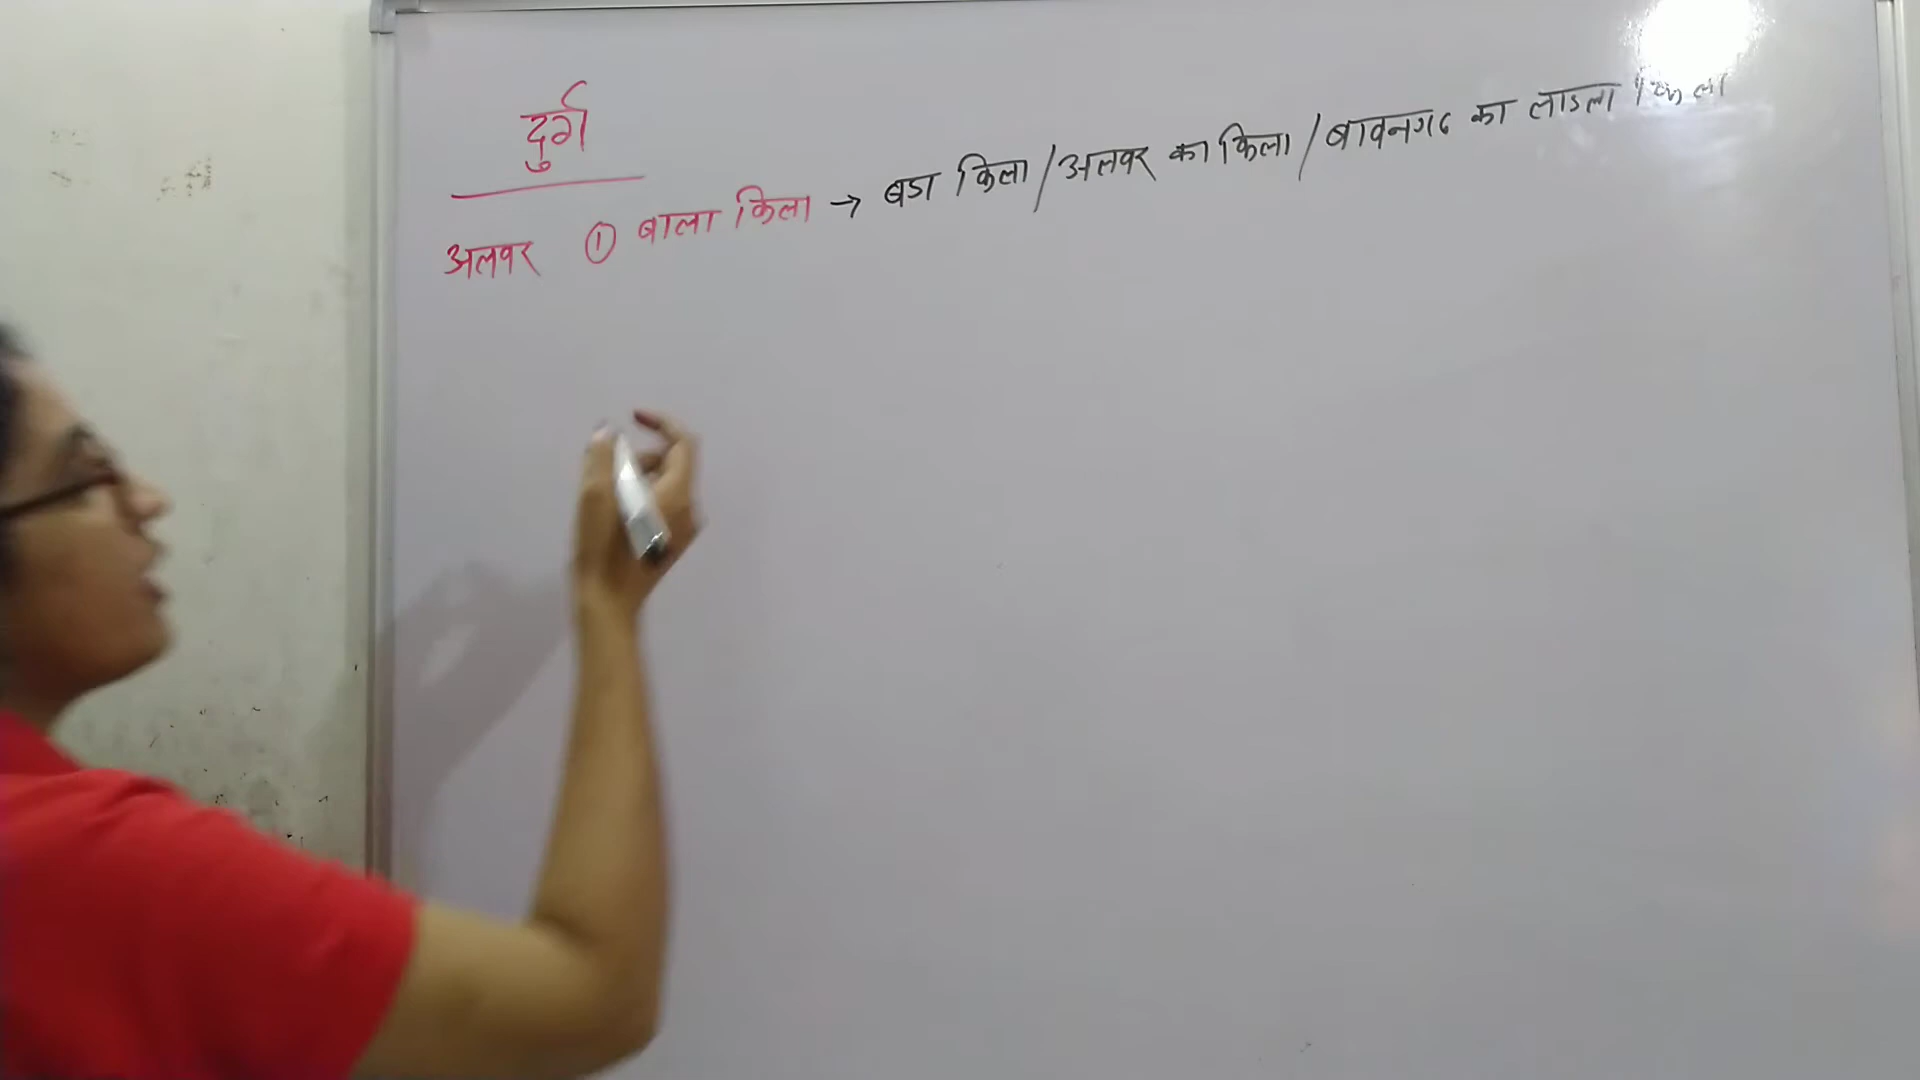 दुर्ग
अलवर ① बाला किला → बडा किला / अलवर का किला / बावनगढ का लाडला किला